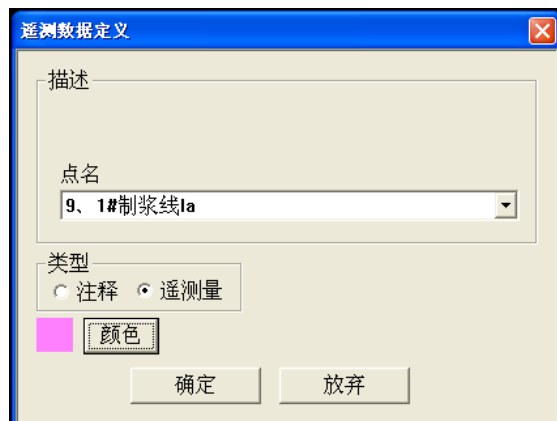 遥测数据定义
描述
点名
9、1#制浆线Ia
类型
注释 遥测量
颜色
确定 放弃